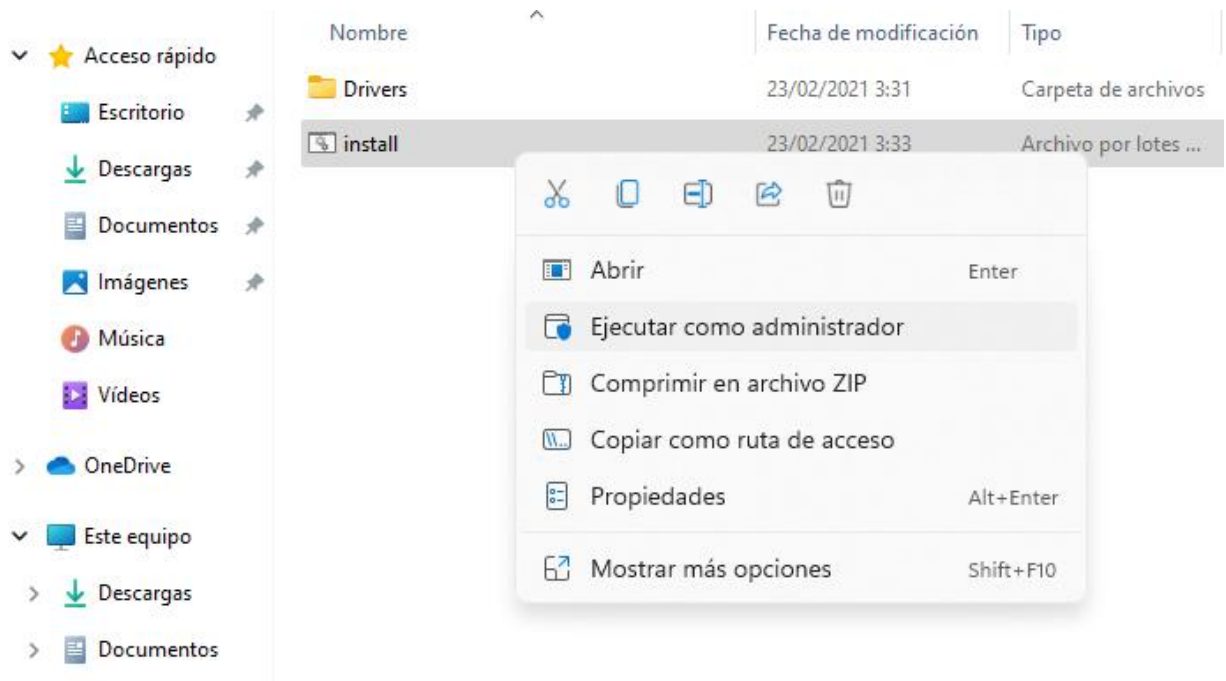 Nombre Fecha de modificación Tipo
Acceso rápido
Drivers 23/02/2021 3:31 Carpeta de archivos
Escritorio
install 23/02/2021 3:33 Archivo por lotes ...
Descargas
Documentos
Abrir Enter
Imágenes
Ejecutar como administrador
Música
Comprimir en archivo ZIP
Vídeos
Copiar como ruta de acceso
OneDrive
Propiedades Alt+Enter
Este equipo
Mostrar más opciones Shift+F10
Descargas
Documentos